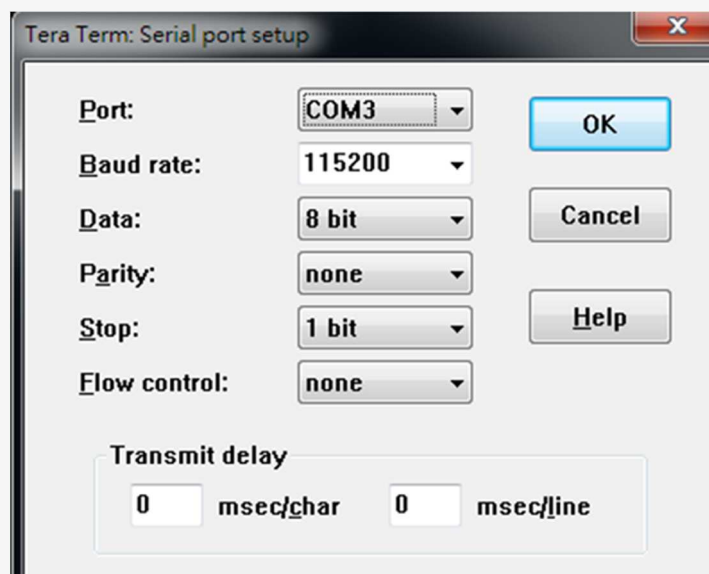 Tera Term: Serial port setup
Port: COM3
OK
Baud rate: 115200
Data: 8 bit
Cancel
Parity: none
Stop: 1 bit
Help
Flow control: none
Transmit delay
0 msec/char 0 msec/line